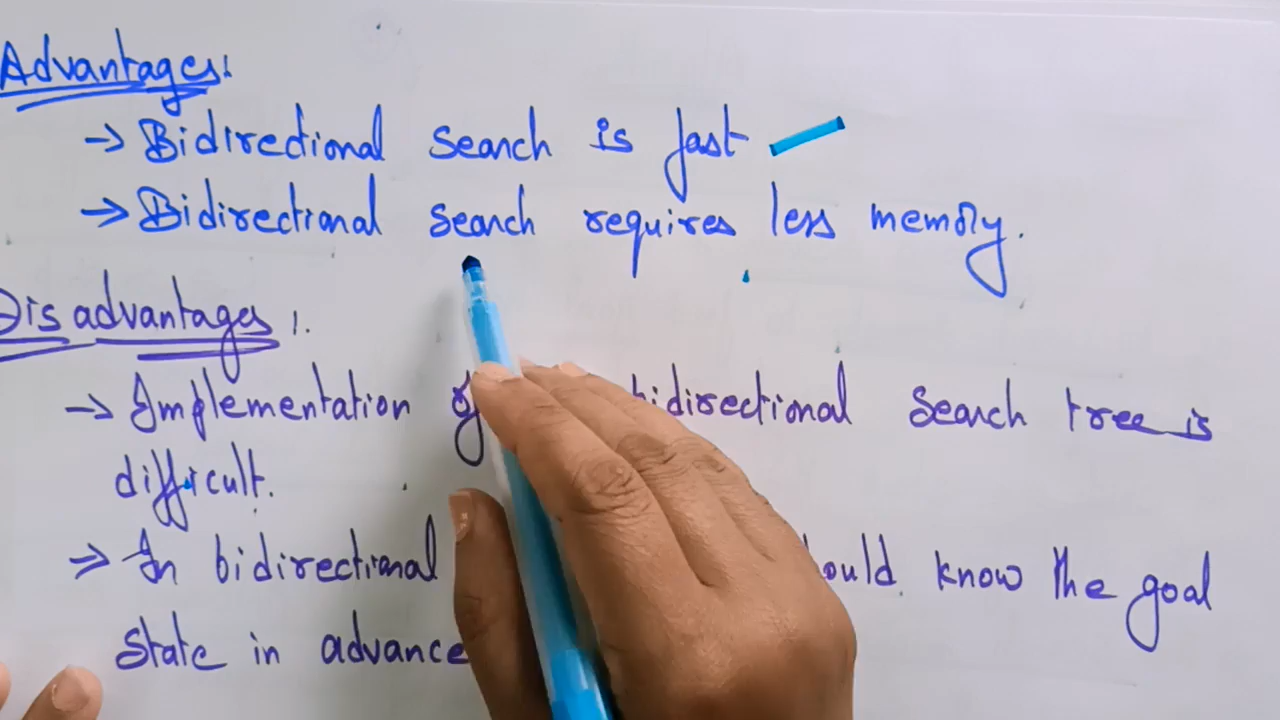 Advantages:
→ Bidirectional search is fast
→ Bidirectional search requires less memory.
Disadvantages:
→ Implementation of bidirectional search tree is
difficult.
⇒ In bidirectional should know the goal
state in advance